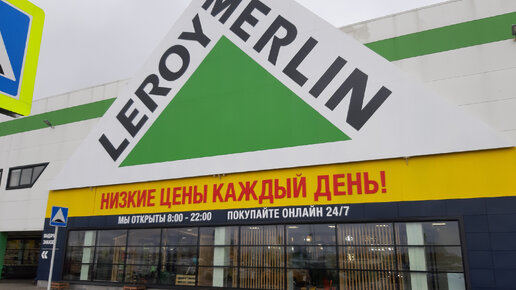 LEROY
MERLIN
НИЗКИЕ ЦЕНЫ КАЖДЫЙ ДЕНЬ!
МЫ ОТКРЫТЫ 8:00 - 22:00 ПОКУПАЙТЕ ОНЛАЙН 24/7